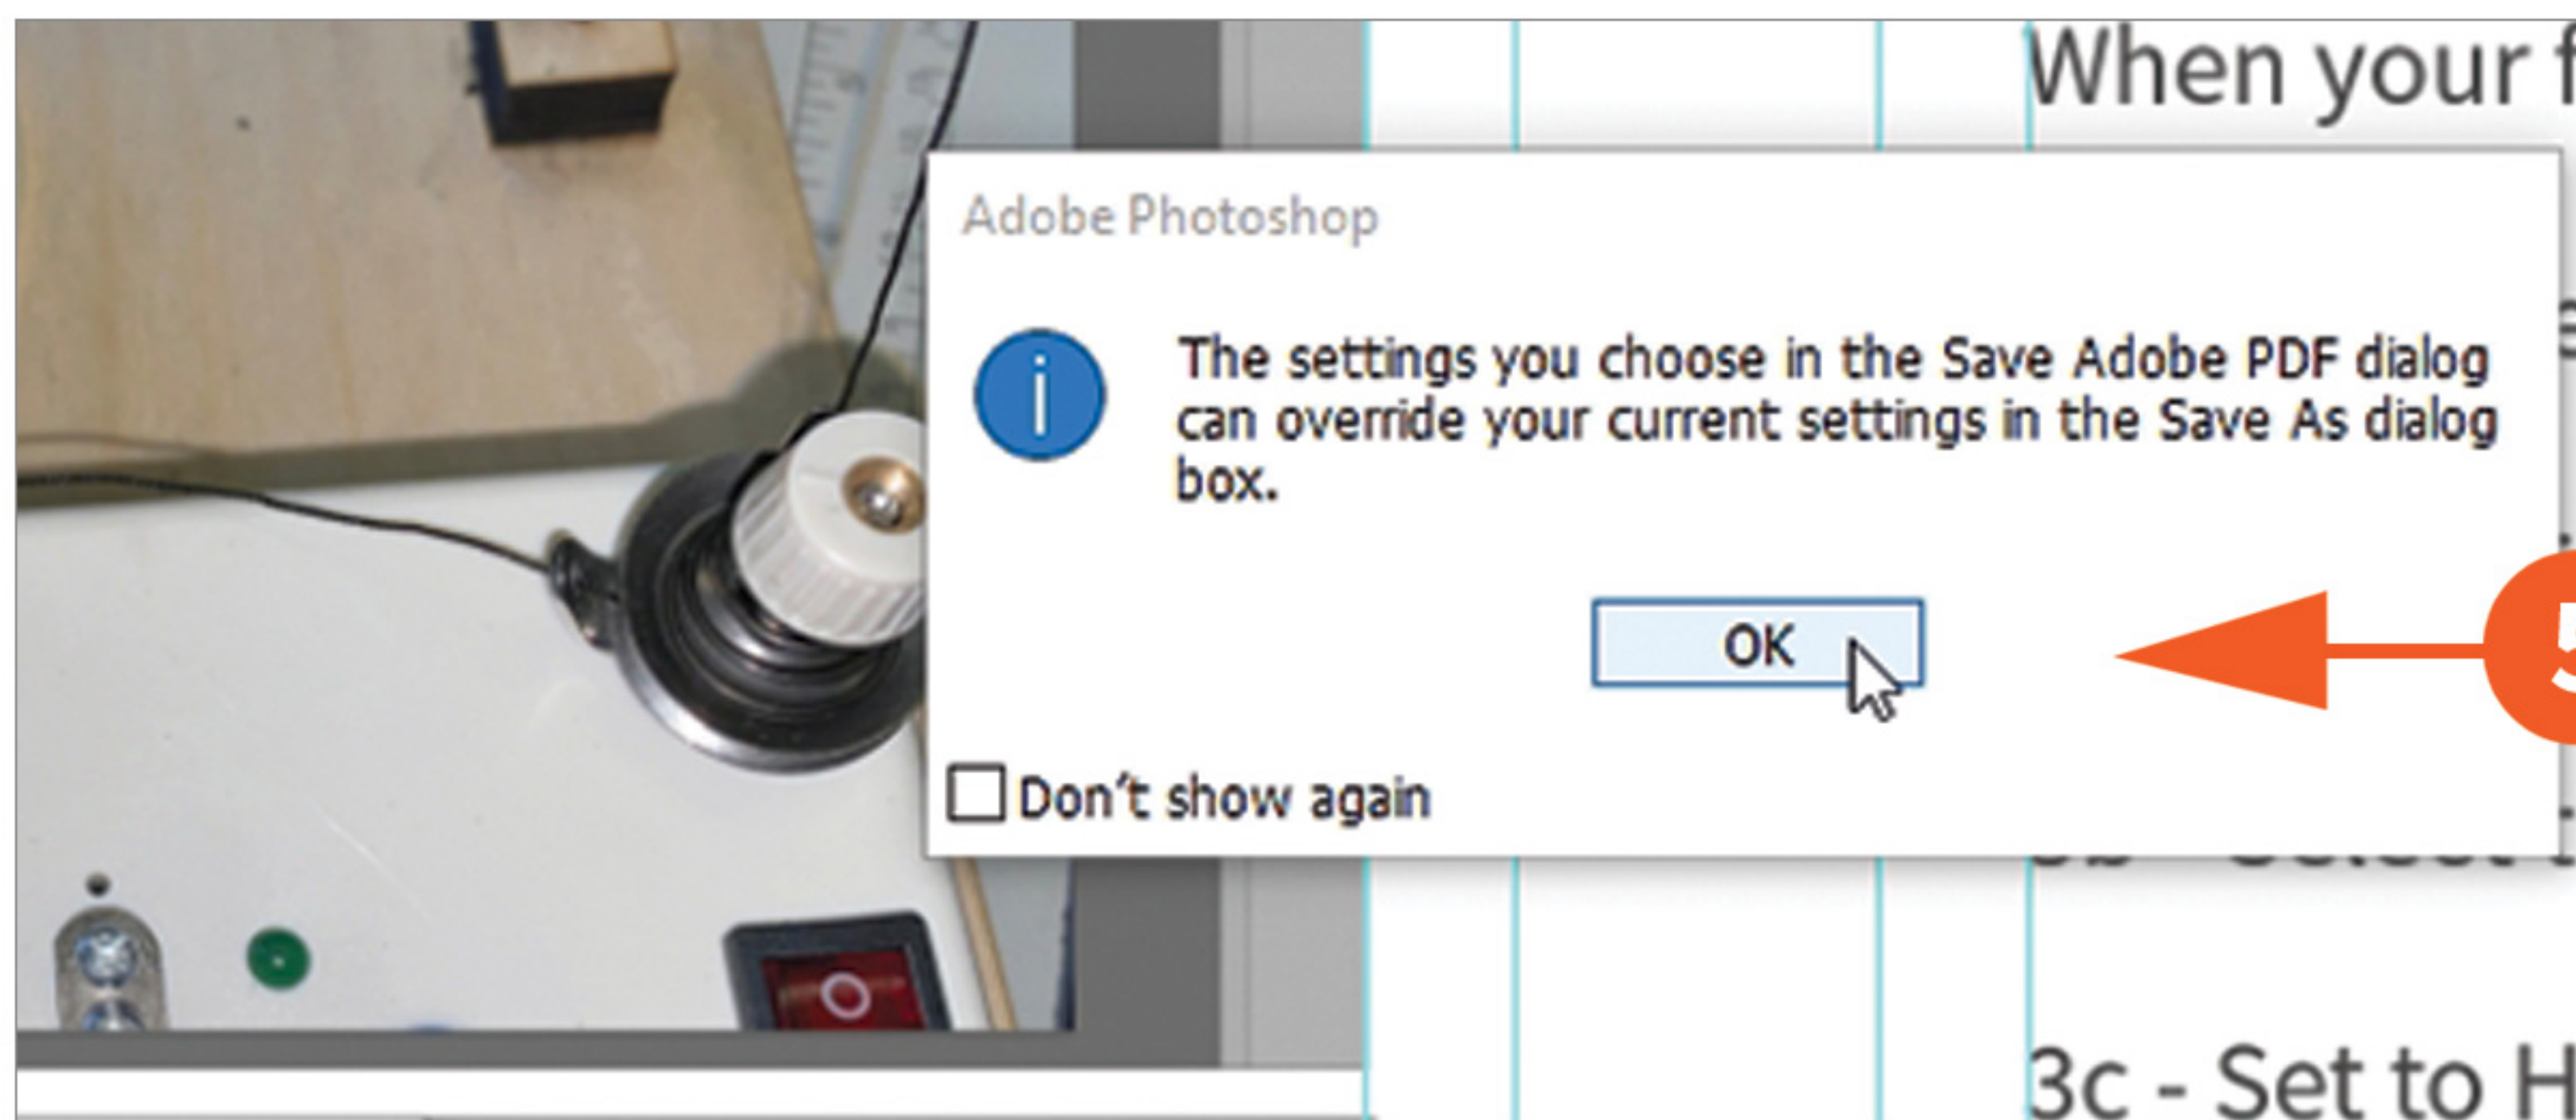 When your f
Adobe Photoshop
i
The settings you choose in the Save Adobe PDF dialog
can override your current settings in the Save As dialog
box.
OK
5
Don't show again
3c - Set to H